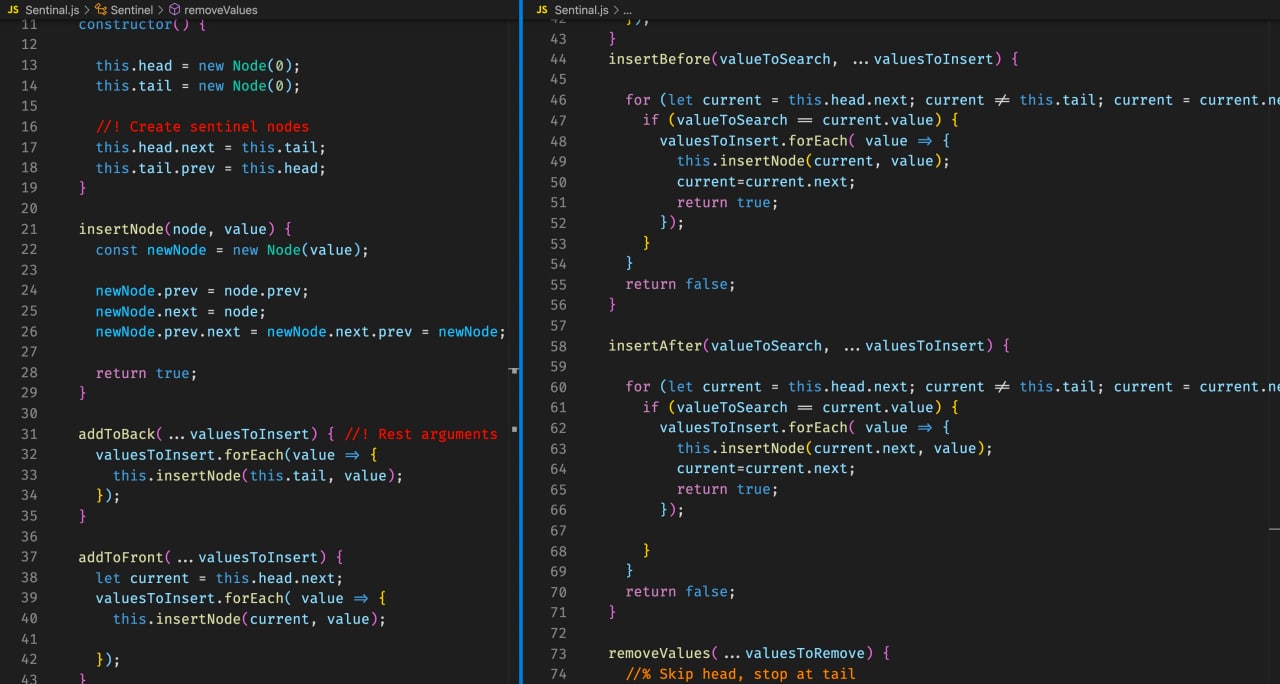 JS Sentinal.js > Sentinel > removeValues
11 constructor() {
12
13 this.head = new Node(0);
14 this.tail = new Node(0);
15
16 //! Create sentinel nodes
17 this.head.next = this.tail;
18 this.tail.prev = this.head;
19 }
20
21 insertNode(node, value) {
22 const newNode = new Node(value);
23
24 newNode.prev = node.prev;
25 newNode.next = node;
26 newNode.prev.next = newNode.next.prev = newNode;
27
28 return true;
29 }
30
31 addToBack(...valuesToInsert) { //! Rest arguments
32 valuesToInsert.forEach(value => {
33 this.insertNode(this.tail, value);
34 });
35 }
36
37 addToFront(...valuesToInsert) {
38 let current = this.head.next;
39 valuesToInsert.forEach( value => {
40 this.insertNode(current, value);
41
42 });
43 }
JS Sentinal.js > ...
42 });
43 }
44 insertBefore(valueToSearch, ...valuesToInsert) {
45
46 for (let current = this.head.next; current != this.tail; current = current.ne
47 if (valueToSearch == current.value) {
48 valuesToInsert.forEach( value => {
49 this.insertNode(current, value);
50 current=current.next;
51 return true;
52 });
53 }
54 }
55 return false;
56 }
57
58 insertAfter(valueToSearch, ...valuesToInsert) {
59
60 for (let current = this.head.next; current != this.tail; current = current.ne
61 if (valueToSearch == current.value) {
62 valuesToInsert.forEach( value => {
63 this.insertNode(current.next, value);
64 current=current.next;
65 return true;
66 });
67
68 }
69 }
70 return false;
71 }
72
73 removeValues(...valuesToRemove) {
74 //% Skip head, stop at tail